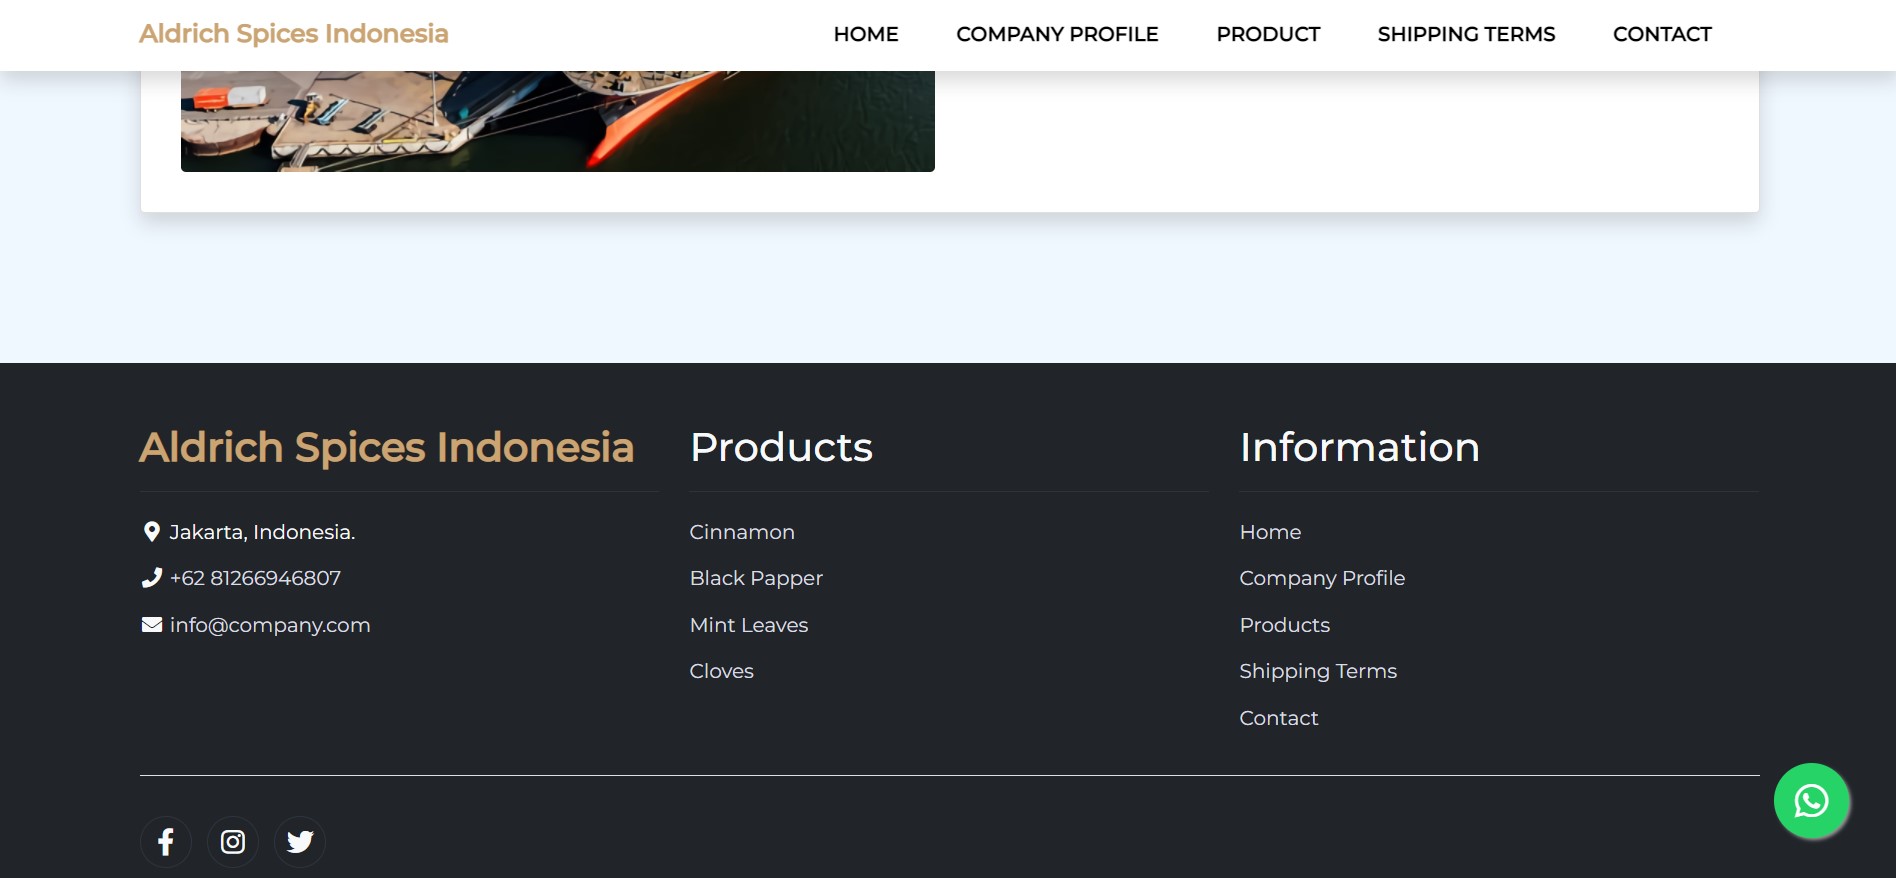 Aldrich Spices Indonesia
HOME
COMPANY PROFILE
PRODUCT
SHIPPING TERMS
CONTACT
Aldrich Spices Indonesia
Jakarta, Indonesia.
+62 81266946807
info@company.com
Products
Cinnamon
Black Papper
Mint Leaves
Cloves
Information
Home
Company Profile
Products
Shipping Terms
Contact